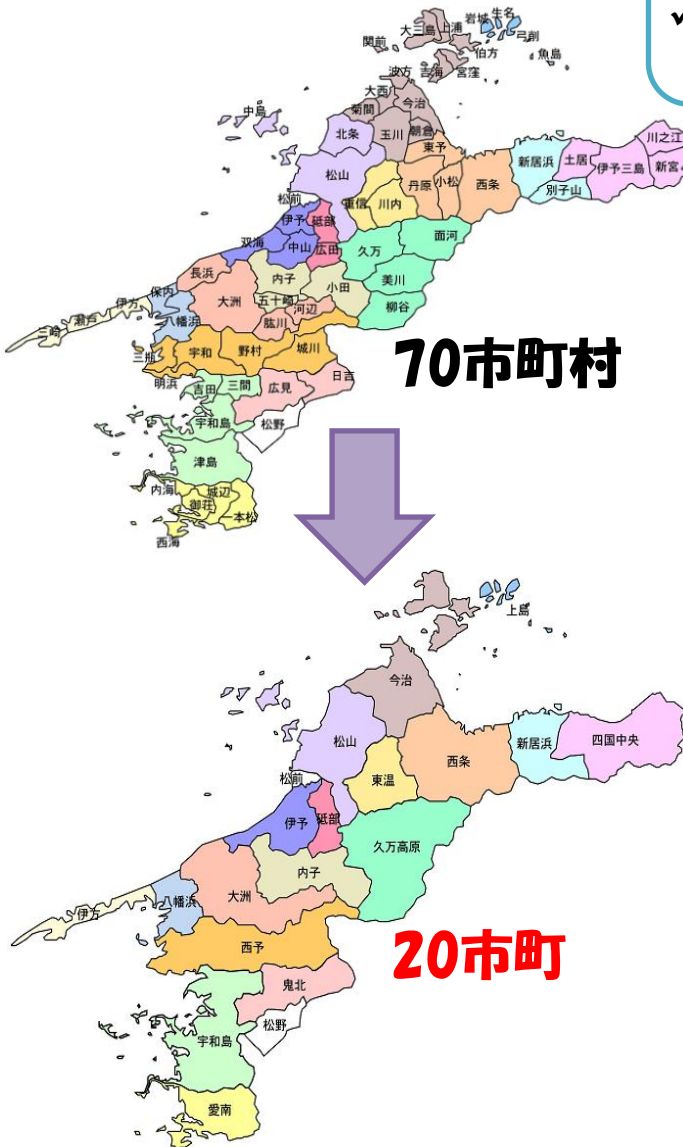 岩城 生名
大三島 上浦
弓削
関前
伯方
魚島
波方 吉海 宮窪
大西
今治
菊間
中島
北条 玉川 朝倉
東予
川之江
松山
新居浜 土居
伊予三島 新宮
丹原 小松 西条
別子山
松前
重信 川内
伊予 砥部
双海 中山 広田
久万 面河
長浜
内子
小田
美川
保内
大洲 五十崎 河辺
柳谷
伊方
瀬戸
三崎
八幡浜
肱川
三瓶 宇和 野村 城川
明浜
日吉
吉田 三間 広見
宇和島 松野
70市町村
津島
内海 城辺
御荘
一本松
西海
上島
今治
松山
新居浜 四国中央
西条
松前
東温
伊予 砥部
久万高原
内子
大洲
八幡浜
伊方
西予
20市町
鬼北
松野
宇和島
愛南